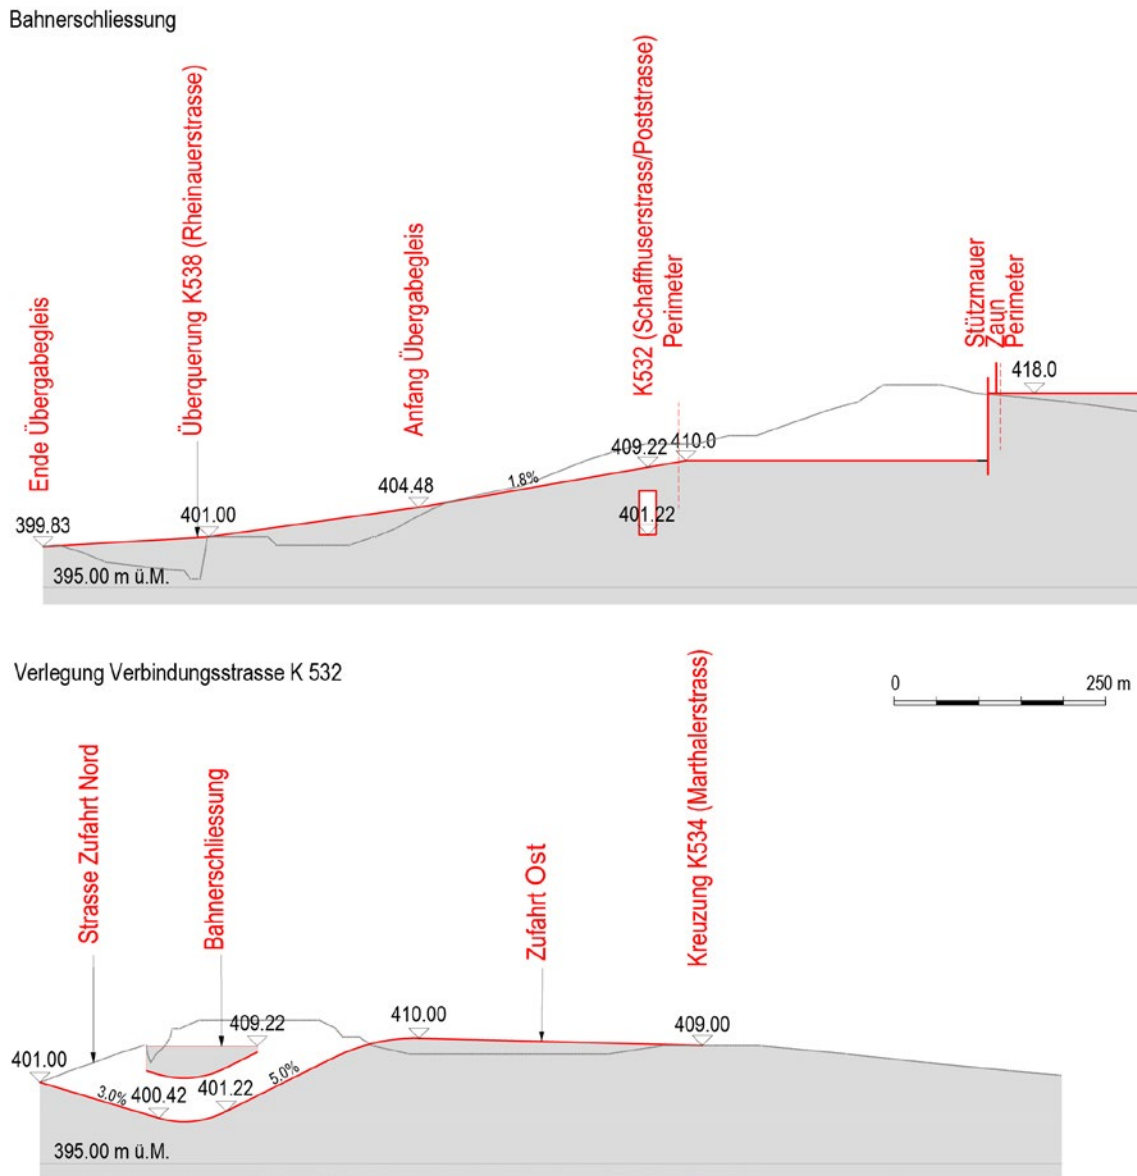 Bahnerschliessung
Ende Übergabegleis
Überquerung K538 (Rheinauerstrasse)
Anfang Übergabegleis
K532 (Schaffhuserstrass/Poststrasse)
Perimeter
Stützmauer
Zaun
Perimeter
418.0
409.22
410.0
1.8%
404.48
401.22
401.00
399.83
395.00 m ü.M.
Verlegung Verbindungsstrasse K 532
0 250 m
Strasse Zufahrt Nord
Bahnerschliessung
Zufahrt Ost
Kreuzung K534 (Marthalerstrass)
401.00
3.0%
400.42
401.22
409.22
5.0%
410.00
409.00
395.00 m ü.M.